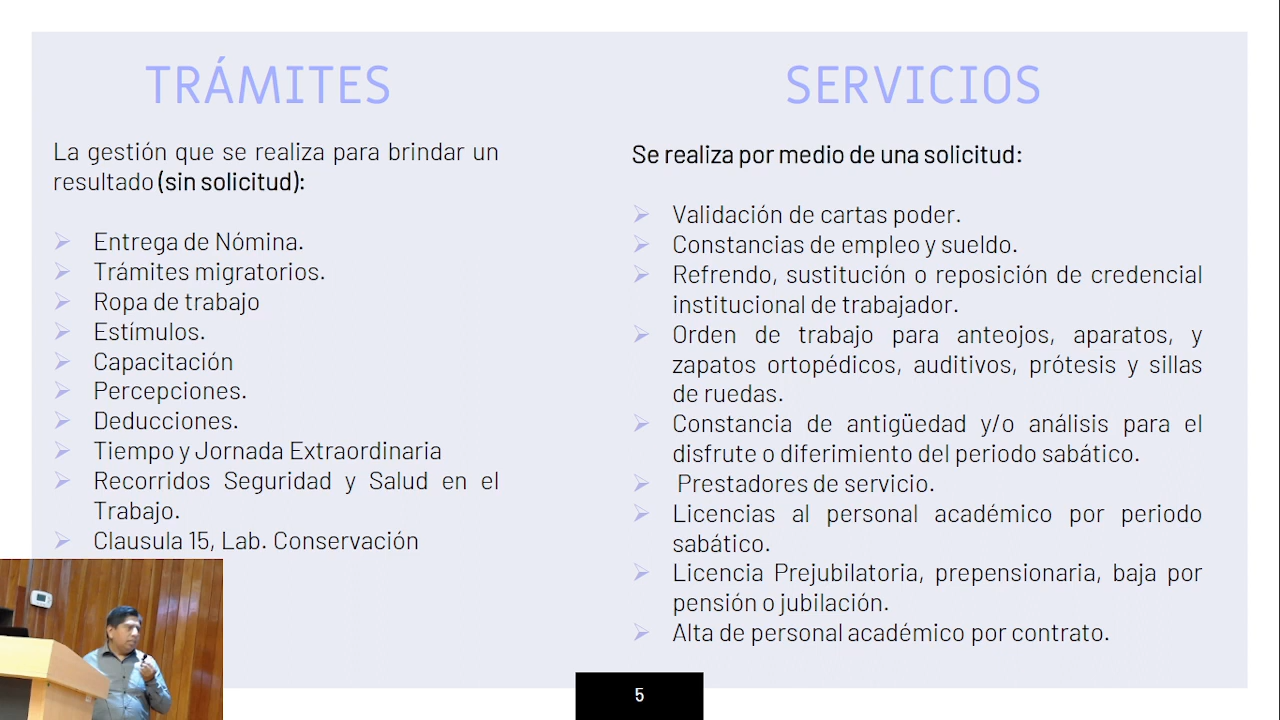 TRÁMITES
La gestión que se realiza para brindar un
resultado (sin solicitud):
Entrega de Nómina.
Trámites migratorios.
Ropa de trabajo
Estímulos.
Capacitación
Percepciones.
Deducciones.
Tiempo y Jornada Extraordinaria
Recorridos Seguridad y Salud en el
Trabajo.
Clausula 15, Lab. Conservación
SERVICIOS
Se realiza por medio de una solicitud:
Validación de cartas poder.
Constancias de empleo y sueldo.
Refrendo, sustitución o reposición de credencial
institucional de trabajador.
Orden de trabajo para anteojos, aparatos, y
zapatos ortopédicos, auditivos, prótesis y sillas
de ruedas.
Constancia de antigüedad y/o análisis para el
disfrute o diferimiento del periodo sabático.
Prestadores de servicio.
Licencias al personal académico por periodo
sabático.
Licencia Prejubilatoria, prepensionaria, baja por
pensión o jubilación.
Alta de personal académico por contrato.
5